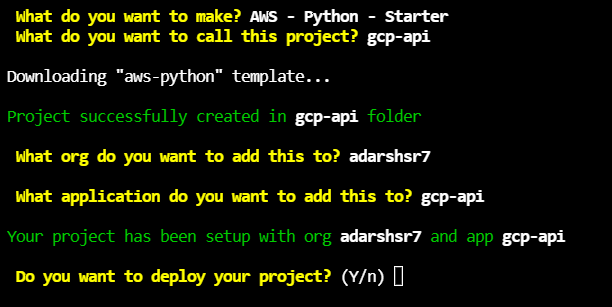 What do you want to make? AWS - Python - Starter
What do you want to call this project? gcp-api
Downloading "aws-python" template...
Project successfully created in gcp-api folder
What org do you want to add this to? adarshsr7
What application do you want to add this to? gcp-api
Your project has been setup with org adarshsr7 and app gcp-api
Do you want to deploy your project? (Y/n)